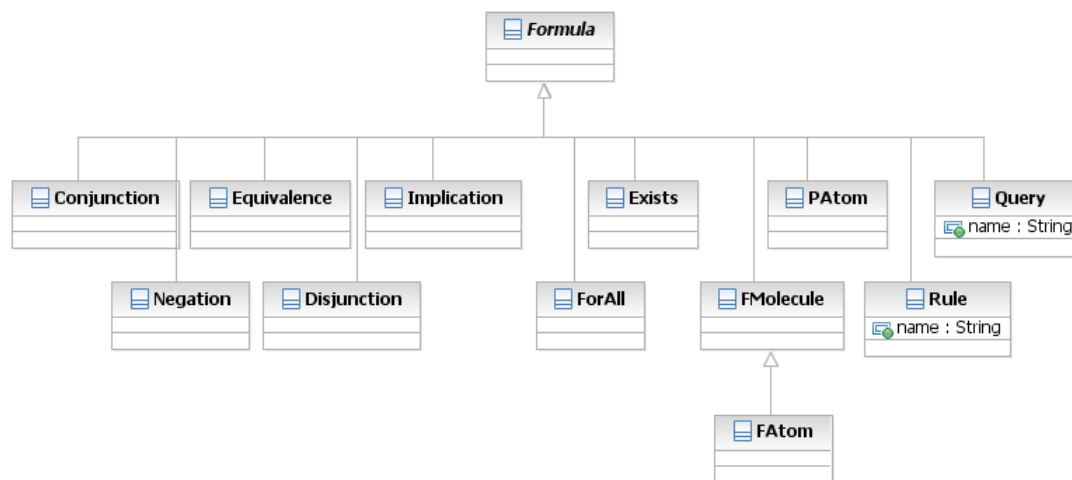 Formula
Conjunction
Equivalence
Implication
Exists
PAtom
Query
name : String
Negation
Disjunction
ForAll
FMolecule
Rule
name : String
FAtom